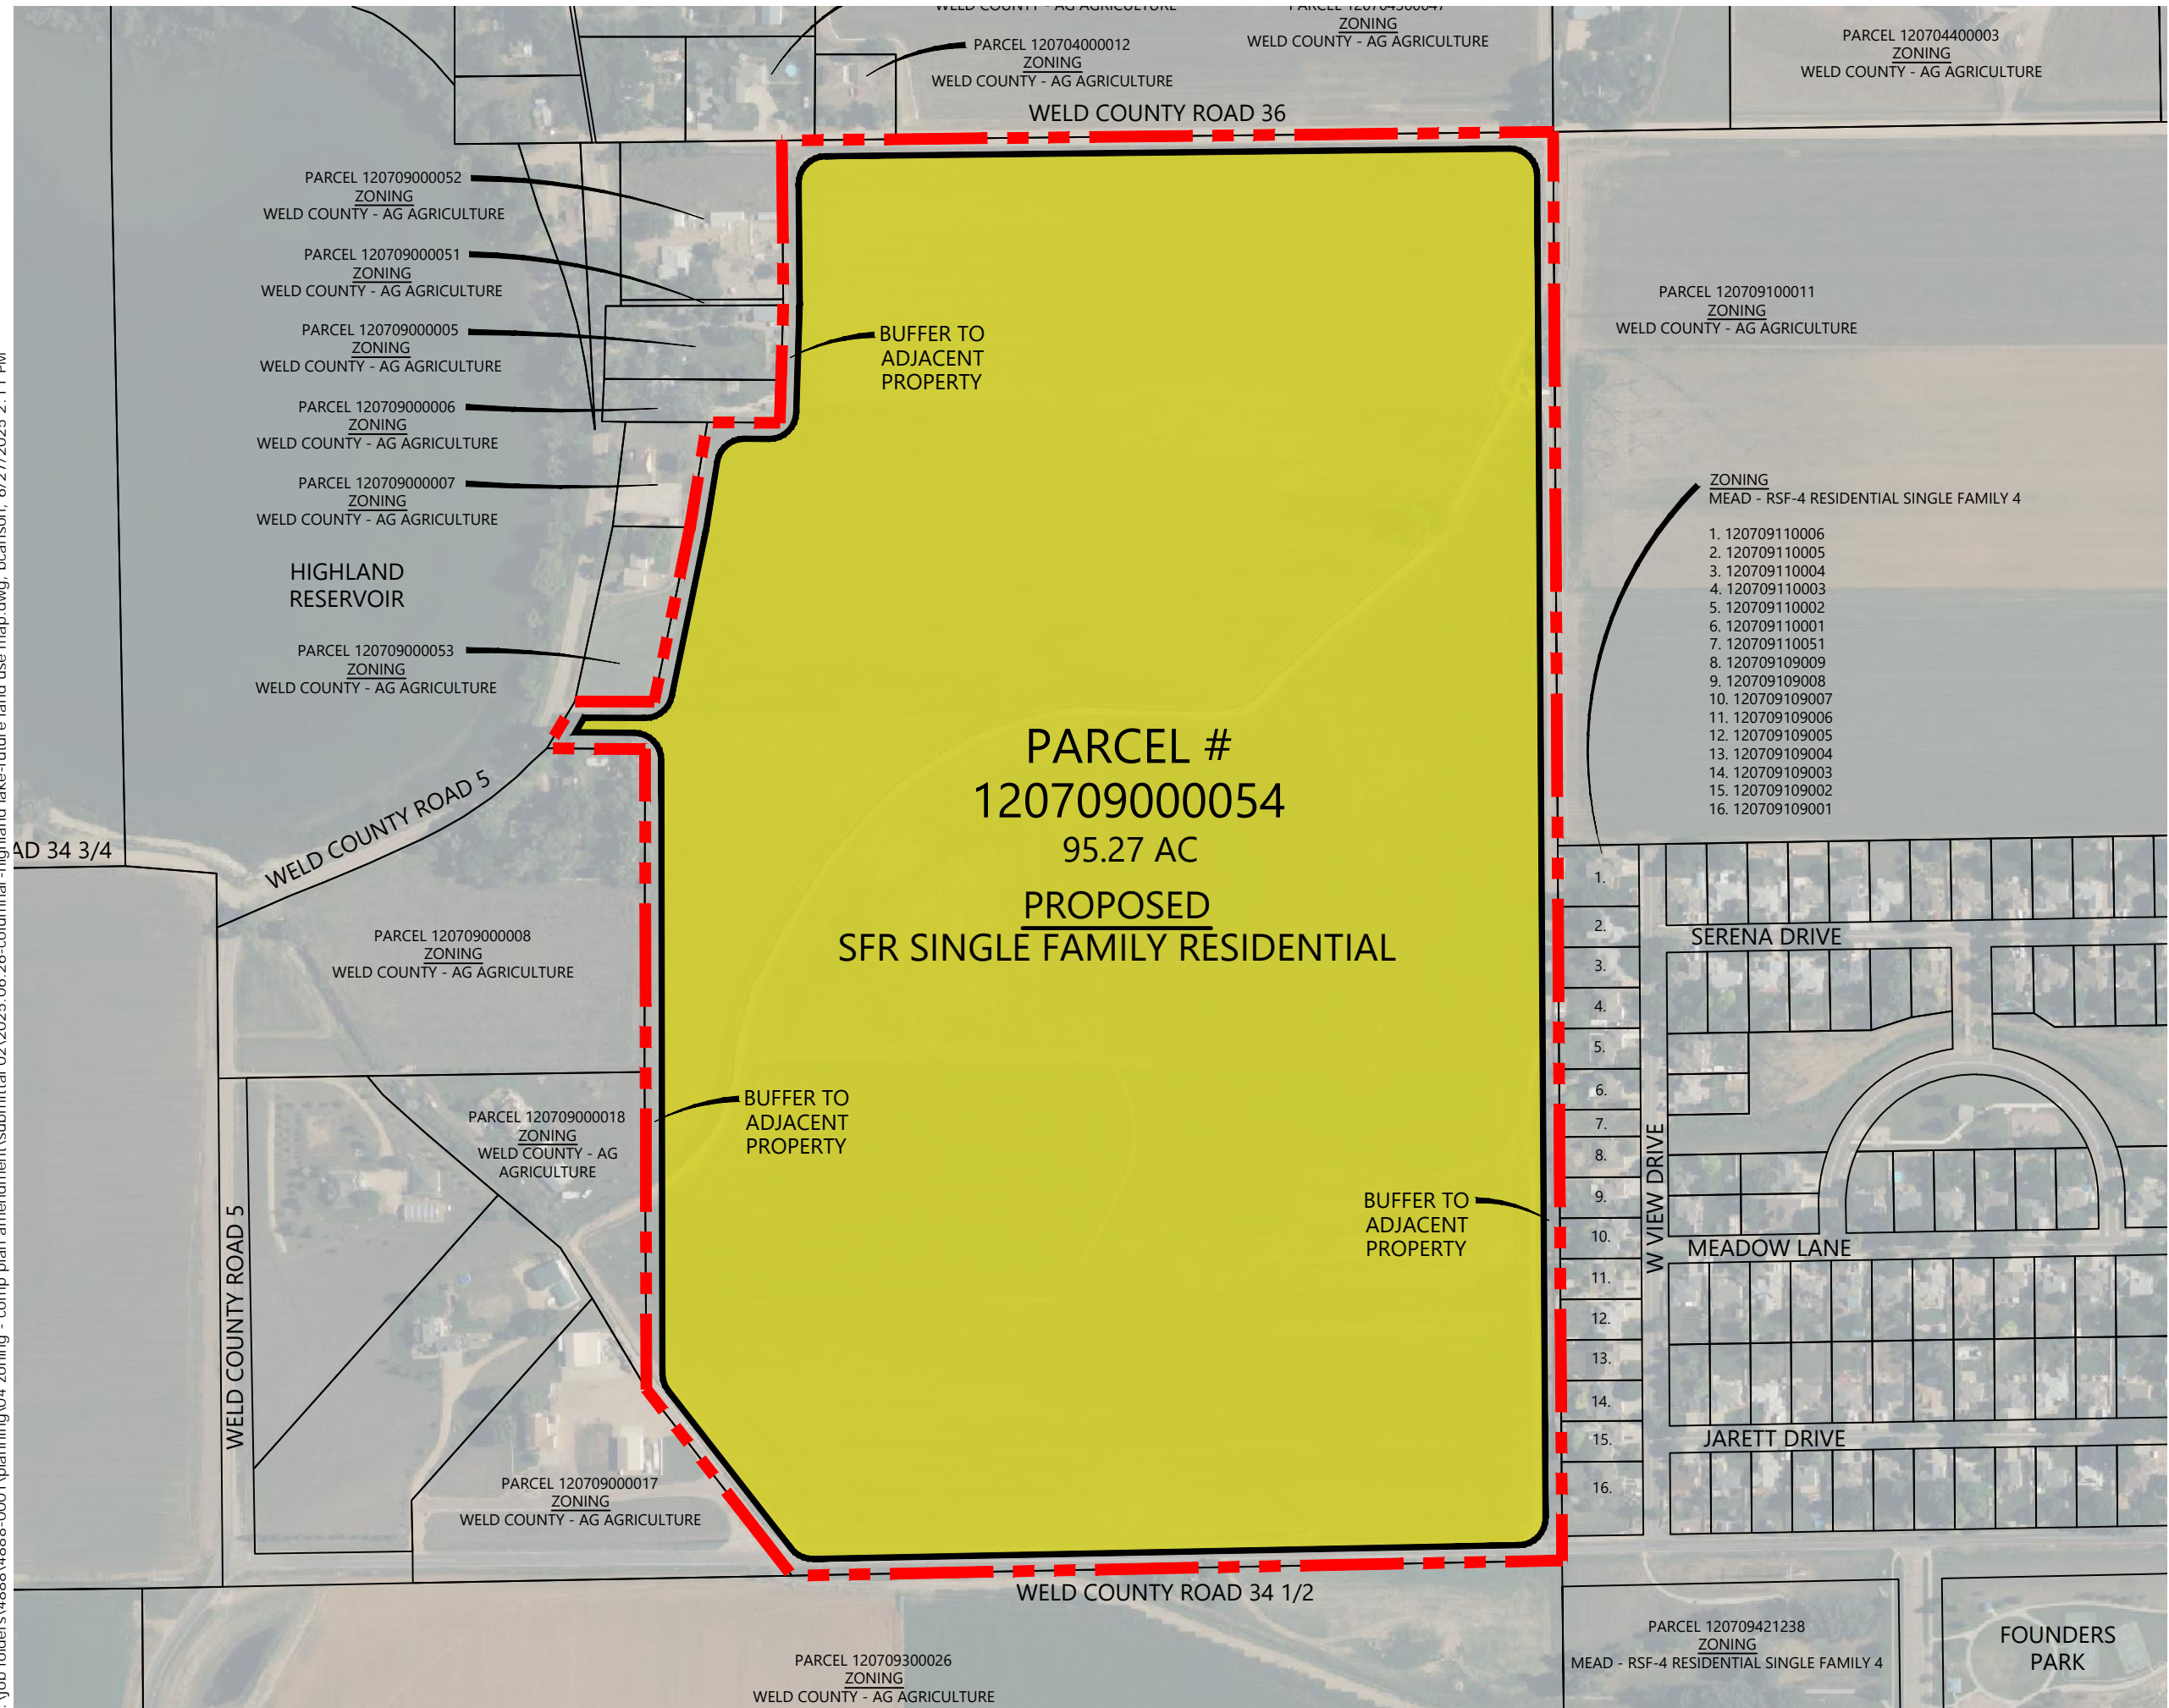 WELD COUNTY - AG AGRICULTURE
PARCEL 120704300047
ZONING
WELD COUNTY - AG AGRICULTURE
PARCEL 120704000012
ZONING
WELD COUNTY - AG AGRICULTURE
PARCEL 120704400003
ZONING
WELD COUNTY - AG AGRICULTURE
WELD COUNTY ROAD 36
PARCEL 120709000052
ZONING
WELD COUNTY - AG AGRICULTURE
PARCEL 120709000051
ZONING
WELD COUNTY - AG AGRICULTURE
PARCEL 120709000005
ZONING
WELD COUNTY - AG AGRICULTURE
PARCEL 120709000006
ZONING
WELD COUNTY - AG AGRICULTURE
PARCEL 120709000007
ZONING
WELD COUNTY - AG AGRICULTURE
HIGHLAND
RESERVOIR
PARCEL 120709000053
ZONING
WELD COUNTY - AG AGRICULTURE
BUFFER TO
ADJACENT
PROPERTY
PARCEL 120709100011
ZONING
WELD COUNTY - AG AGRICULTURE
ZONING
MEAD - RSF-4 RESIDENTIAL SINGLE FAMILY 4
1. 120709110006
2. 120709110005
3. 120709110004
4. 120709110003
5. 120709110002
6. 120709110001
7. 120709110051
8. 120709109009
9. 120709109008
10. 120709109007
11. 120709109006
12. 120709109005
13. 120709109004
14. 120709109003
15. 120709109002
16. 120709109001
PARCEL #
120709000054
95.27 AC
PROPOSED
SFR SINGLE FAMILY RESIDENTIAL
WELD COUNTY ROAD 5
AD 34 3/4
PARCEL 120709000008
ZONING
WELD COUNTY - AG AGRICULTURE
PARCEL 120709000018
ZONING
WELD COUNTY - AG
AGRICULTURE
BUFFER TO
ADJACENT
PROPERTY
BUFFER TO
ADJACENT
PROPERTY
WELD COUNTY ROAD 5
PARCEL 120709000017
ZONING
WELD COUNTY - AG AGRICULTURE
1.
2.
3.
4.
5.
6.
7.
8.
9.
10.
11.
12.
13.
14.
15.
16.
SERENA DRIVE
W VIEW DRIVE
MEADOW LANE
JARETT DRIVE
WELD COUNTY ROAD 34 1/2
PARCEL 120709300026
ZONING
WELD COUNTY - AG AGRICULTURE
PARCEL 120709421238
ZONING
MEAD - RSF-4 RESIDENTIAL SINGLE FAMILY 4
FOUNDERS
PARK